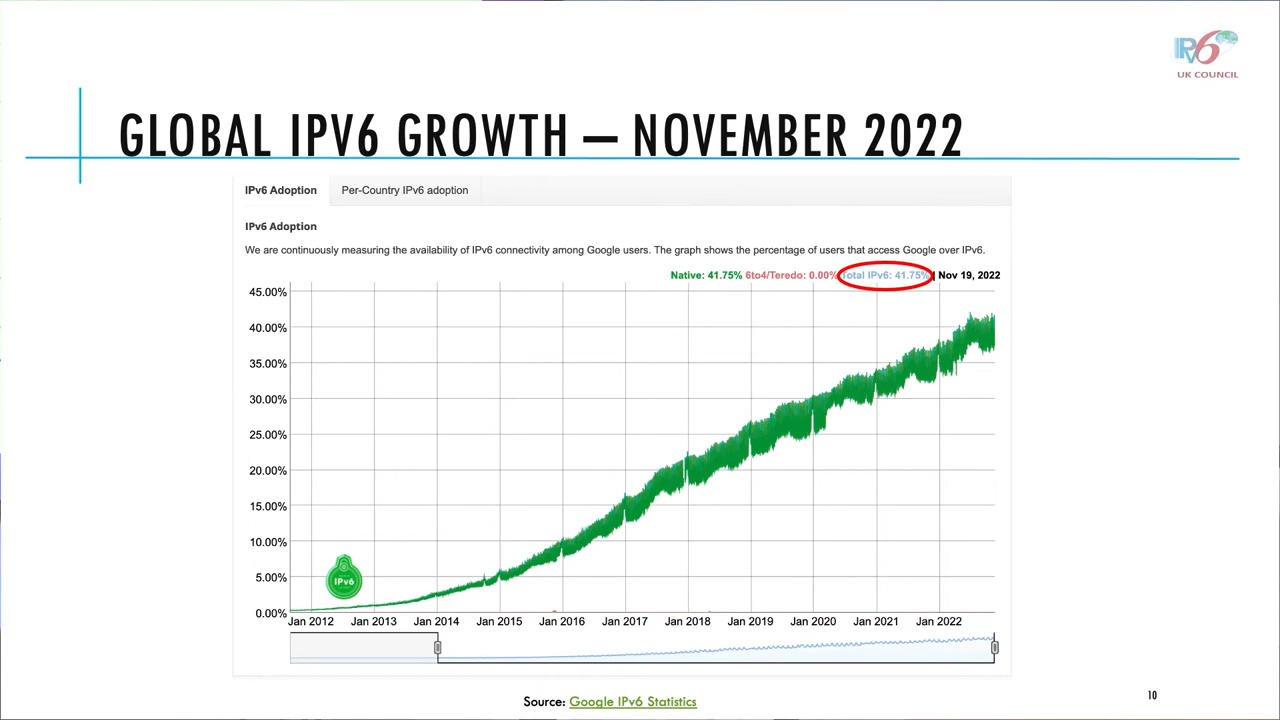 IPV6
UK COUNCIL
GLOBAL IPV6 GROWTH — NOVEMBER 2022
IPv6 Adoption
Per-Country IPv6 adoption
IPv6 Adoption
We are continuously measuring the availability of IPv6 connectivity among Google users. The graph shows the percentage of users that access Google over IPv6.
Native: 41.75% 6to4/Teredo: 0.00% Total IPv6: 41.75% | Nov 19, 2022
45.00%
40.00%
35.00%
30.00%
25.00%
20.00%
15.00%
10.00%
5.00%
0.00%
IPv6
Jan 2012 Jan 2013 Jan 2014 Jan 2015 Jan 2016 Jan 2017 Jan 2018 Jan 2019 Jan 2020 Jan 2021 Jan 2022
Source: Google IPv6 Statistics
10